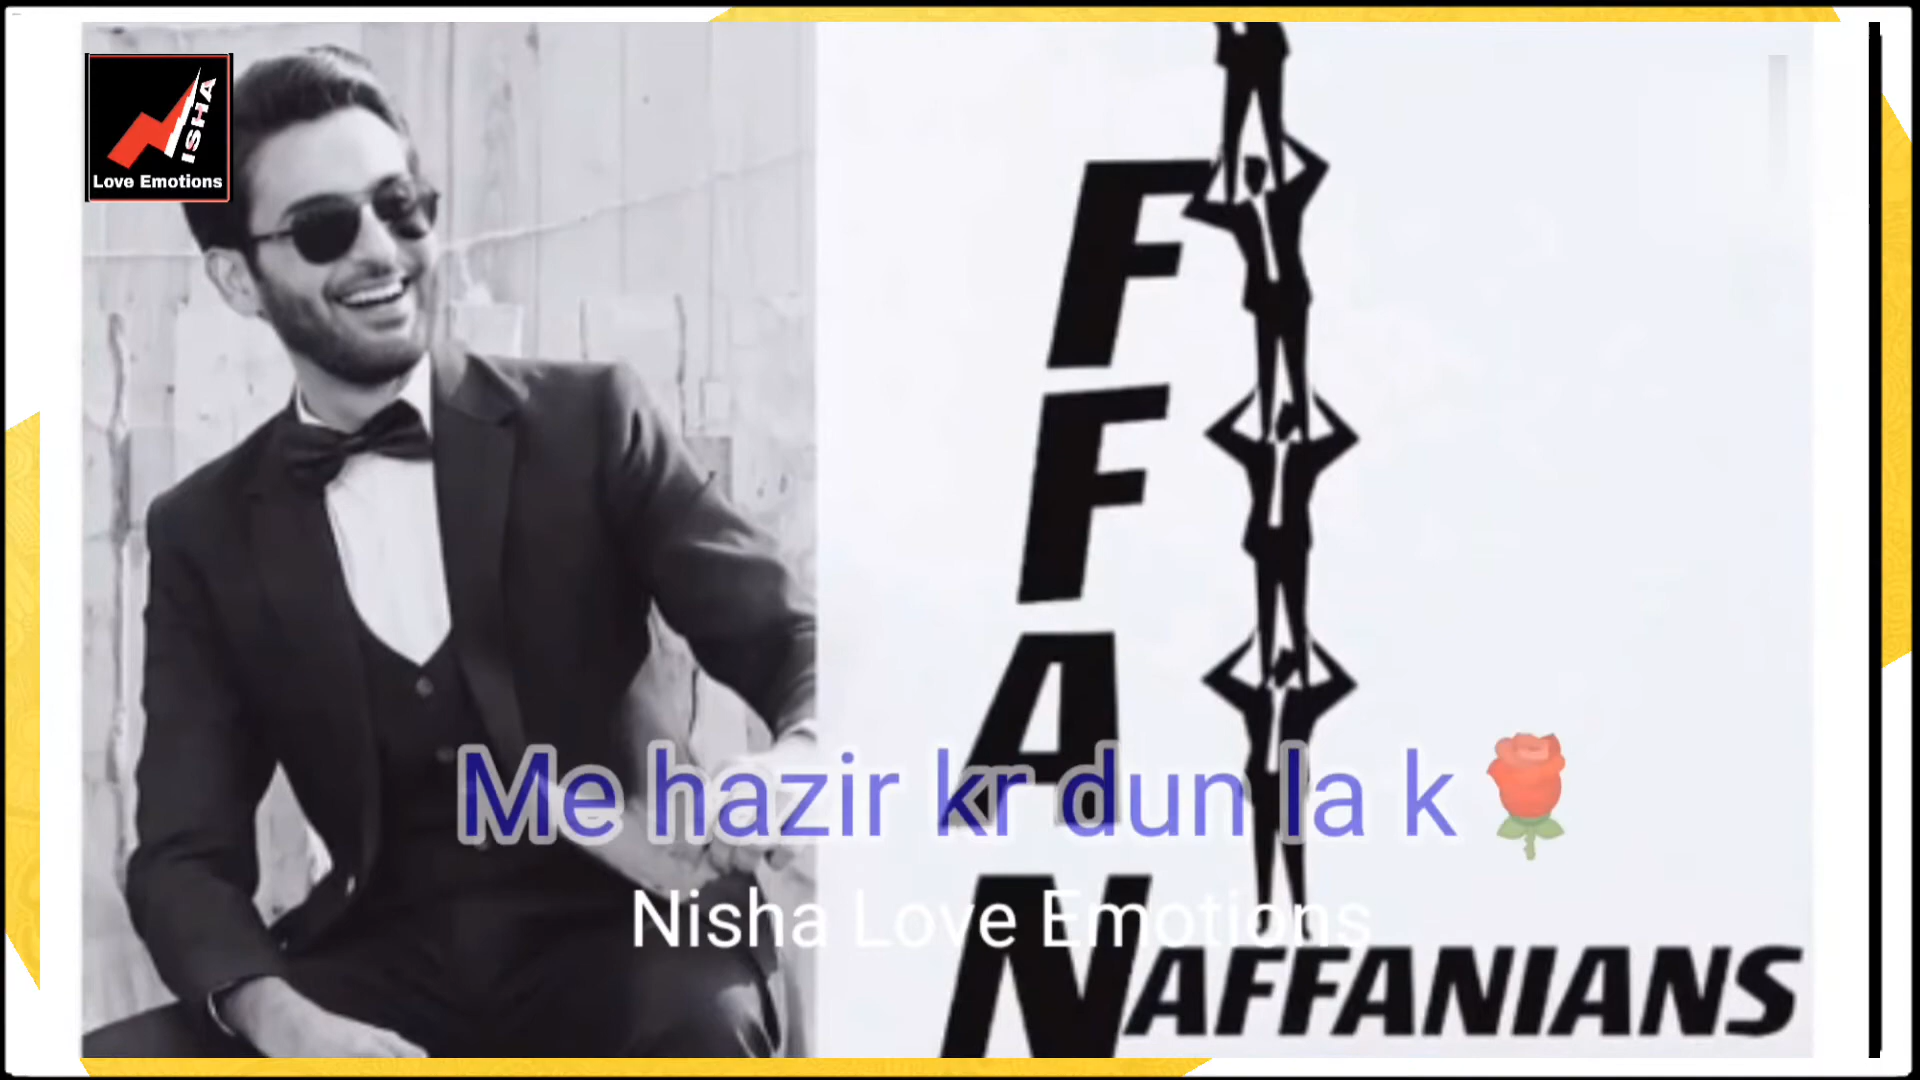 ISHA
Love Emotions
F
F
A
N
AFFANIANS
Me hazir kr dun la k🌹
Nisha Love Emotions